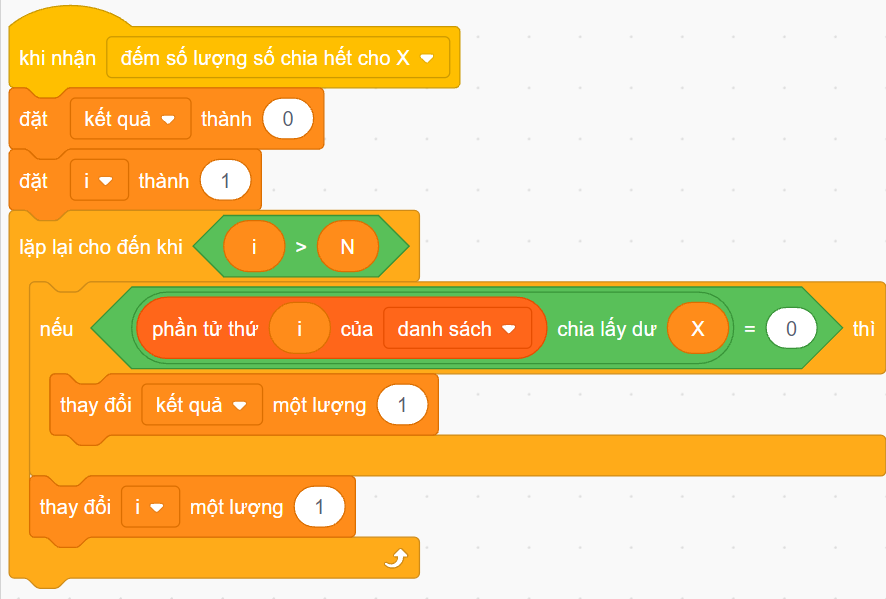 khi nhận đếm số lượng số chia hết cho X
đặt kết quả thành 0
đặt i thành 1
lặp lại cho đến khi i > N
nếu phần tử thứ i của danh sách chia lấy dư X = 0 thì
thay đổi kết quả một lượng 1
thay đổi i một lượng 1